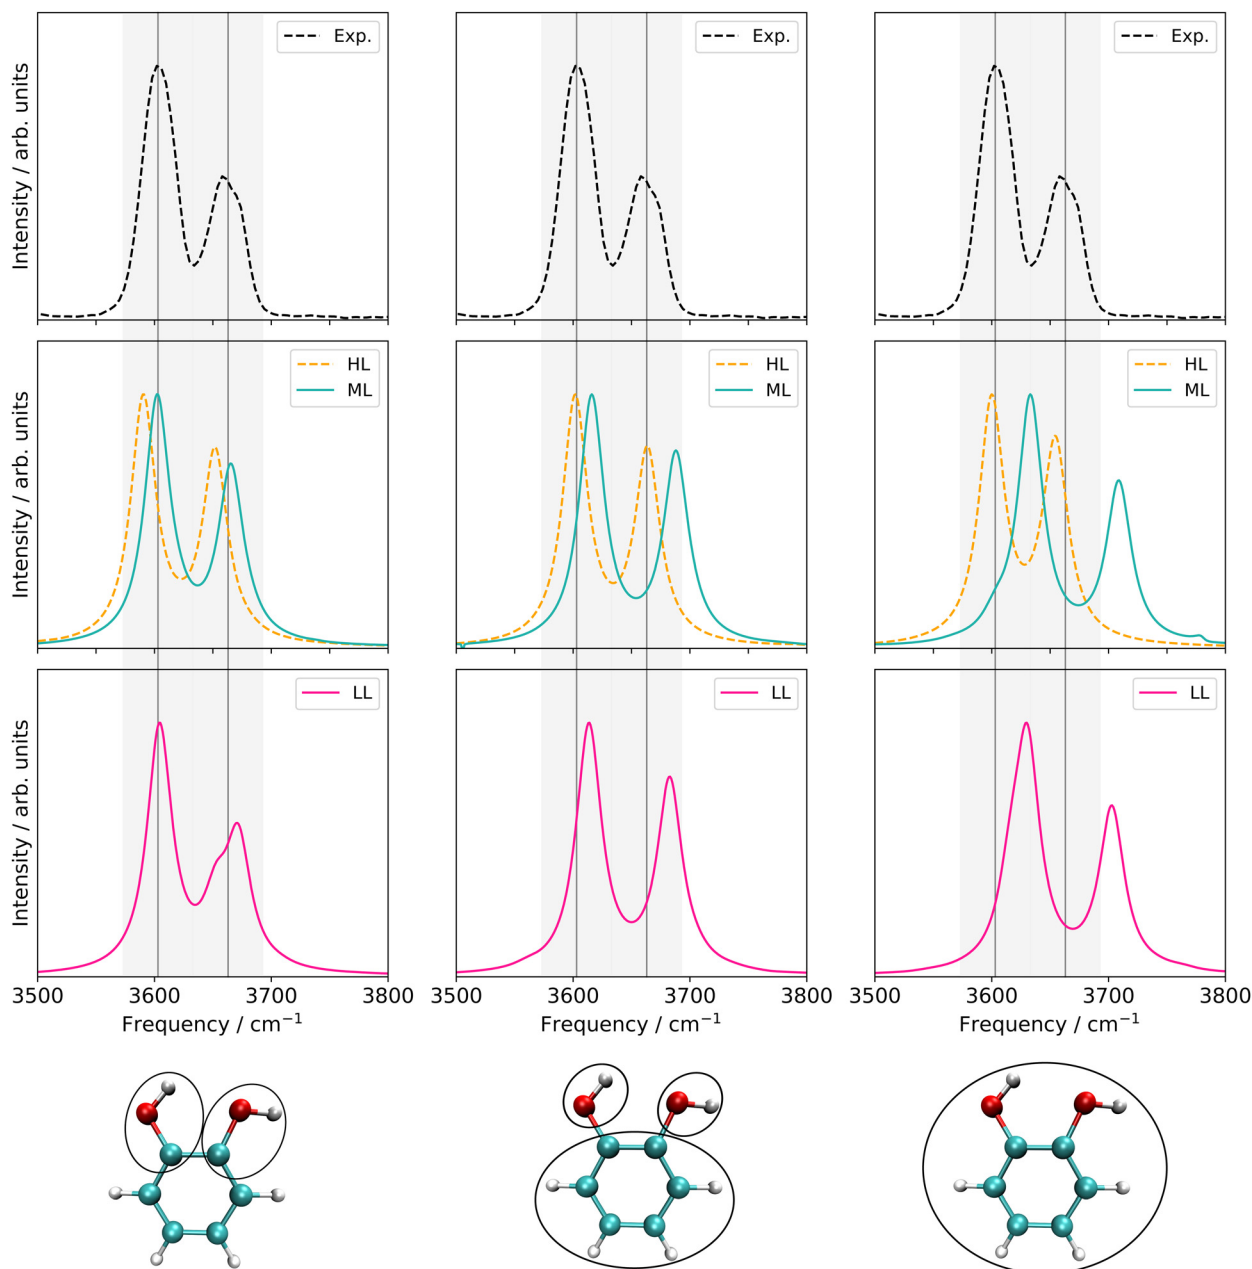 Exp.
Exp.
Exp.
Intensity / arb. units
HL
ML
HL
ML
HL
ML
Intensity / arb. units
LL
LL
LL
Intensity / arb. units
3500 3600 3700 3800
3500 3600 3700 3800
3500 3600 3700 3800
Frequency / cm⁻¹
Frequency / cm⁻¹
Frequency / cm⁻¹